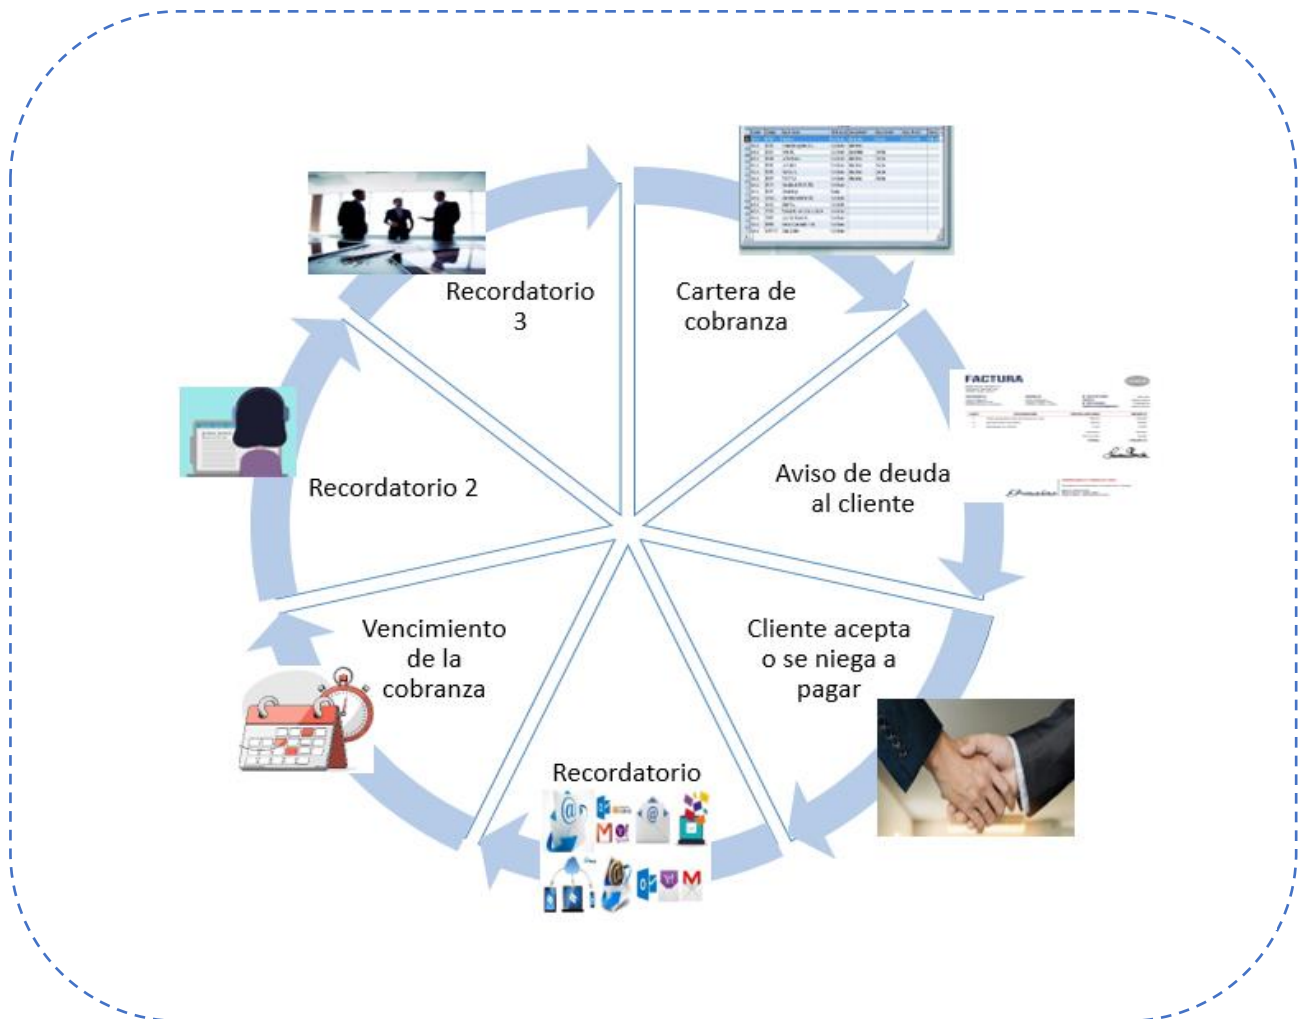 Cartera de
cobranza
Aviso de deuda
al cliente
Cliente acepta
o se niega a
pagar
Recordatorio
Vencimiento
de la
cobranza
Recordatorio 2
Recordatorio
3
FACTURA